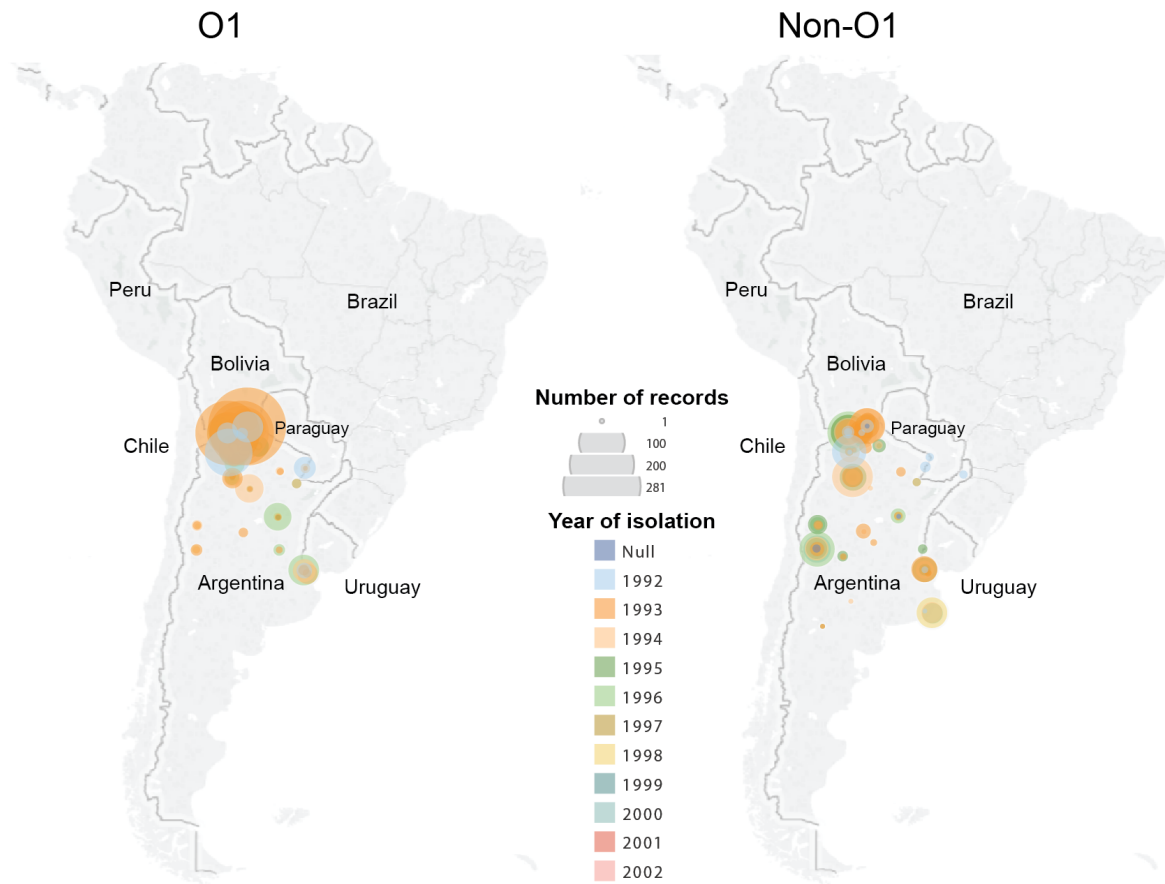 O1
Non-O1
Peru
Brazil
Bolivia
Paraguay
Chile
Argentina
Uruguay
Number of records
1
100
200
281
Year of isolation
Null
1992
1993
1994
1995
1996
1997
1998
1999
2000
2001
2002
Peru
Brazil
Bolivia
Paraguay
Chile
Argentina
Uruguay